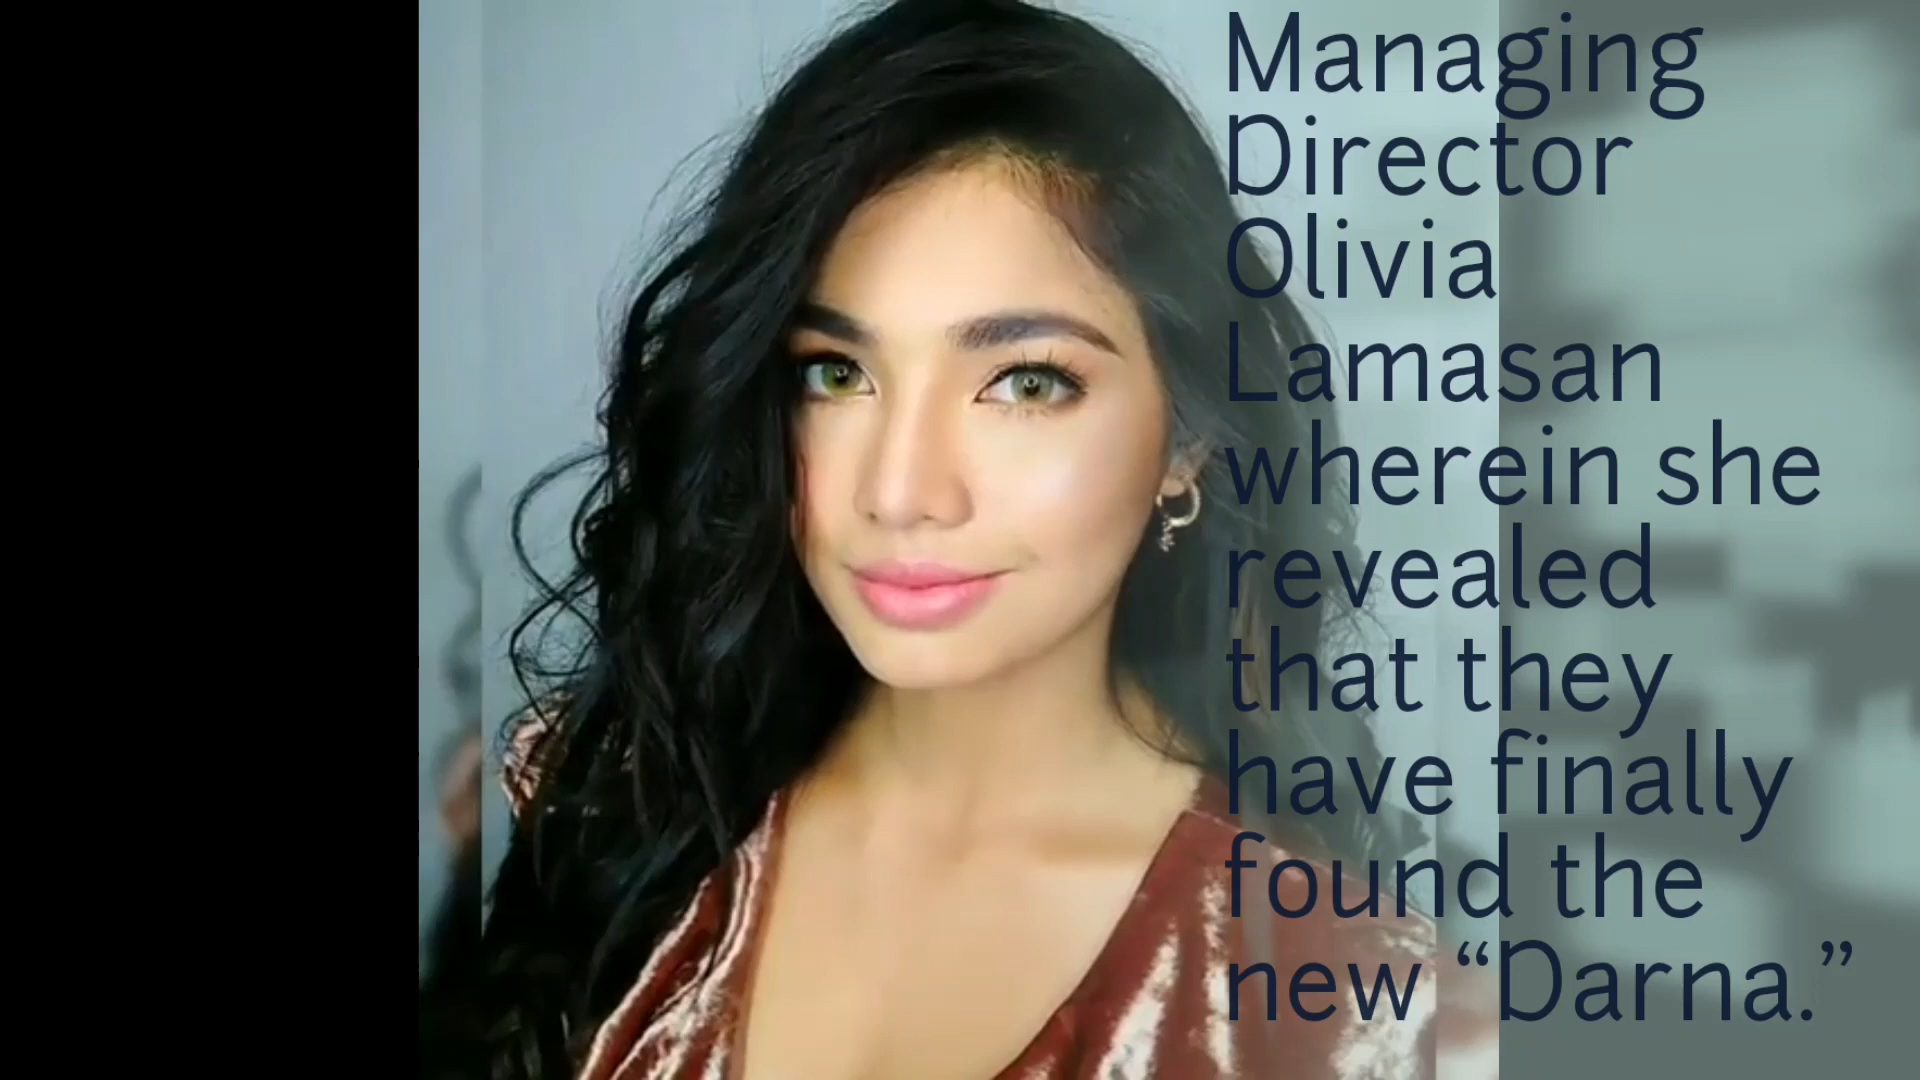 Managing
Director
Olivia
Lamasan
wherein she
revealed
that they
have finally
found the
new “Darna.”